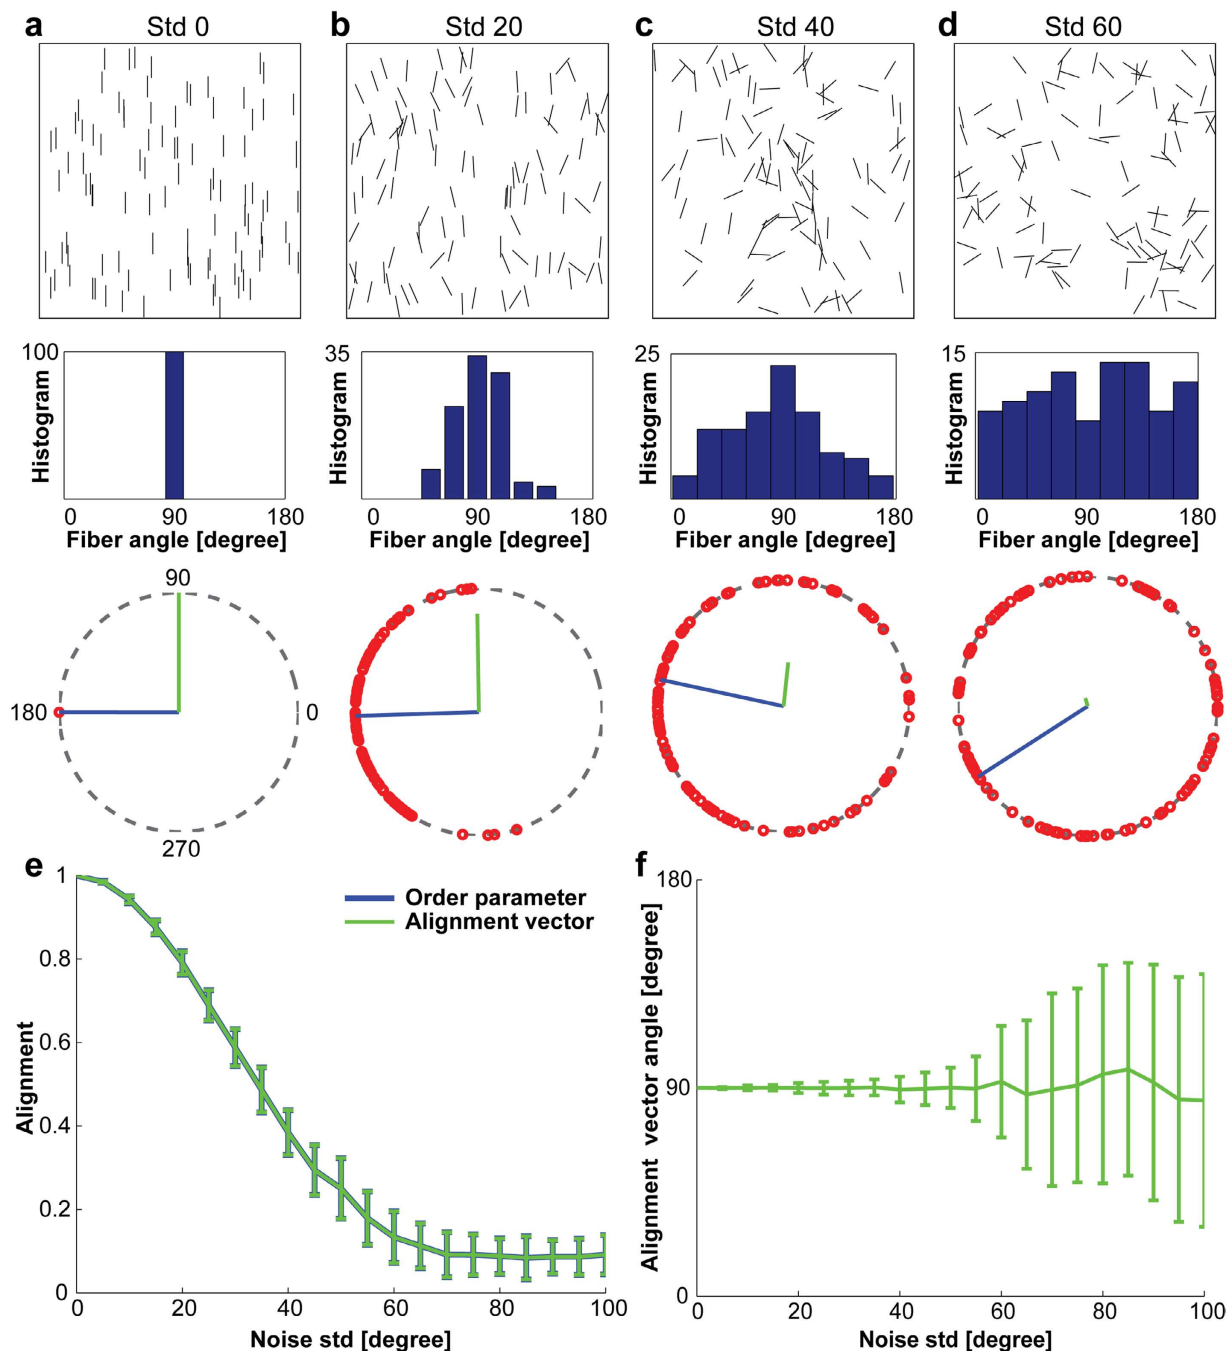 a Std 0 b Std 20 c Std 40 d Std 60
100 35 25 15
Histogram Histogram Histogram Histogram
0 90 180 0 90 180 0 90 180 0 90 180
Fiber angle [degree] Fiber angle [degree] Fiber angle [degree] Fiber angle [degree]
90
180 0
270
e f
1
0.8
0.6
0.4
0.2
0
Alignment
Order parameter
Alignment vector
0 20 40 60 80 100
Noise std [degree]
180
90
0
Alignment vector angle [degree]
0 20 40 60 80 100
Noise std [degree]